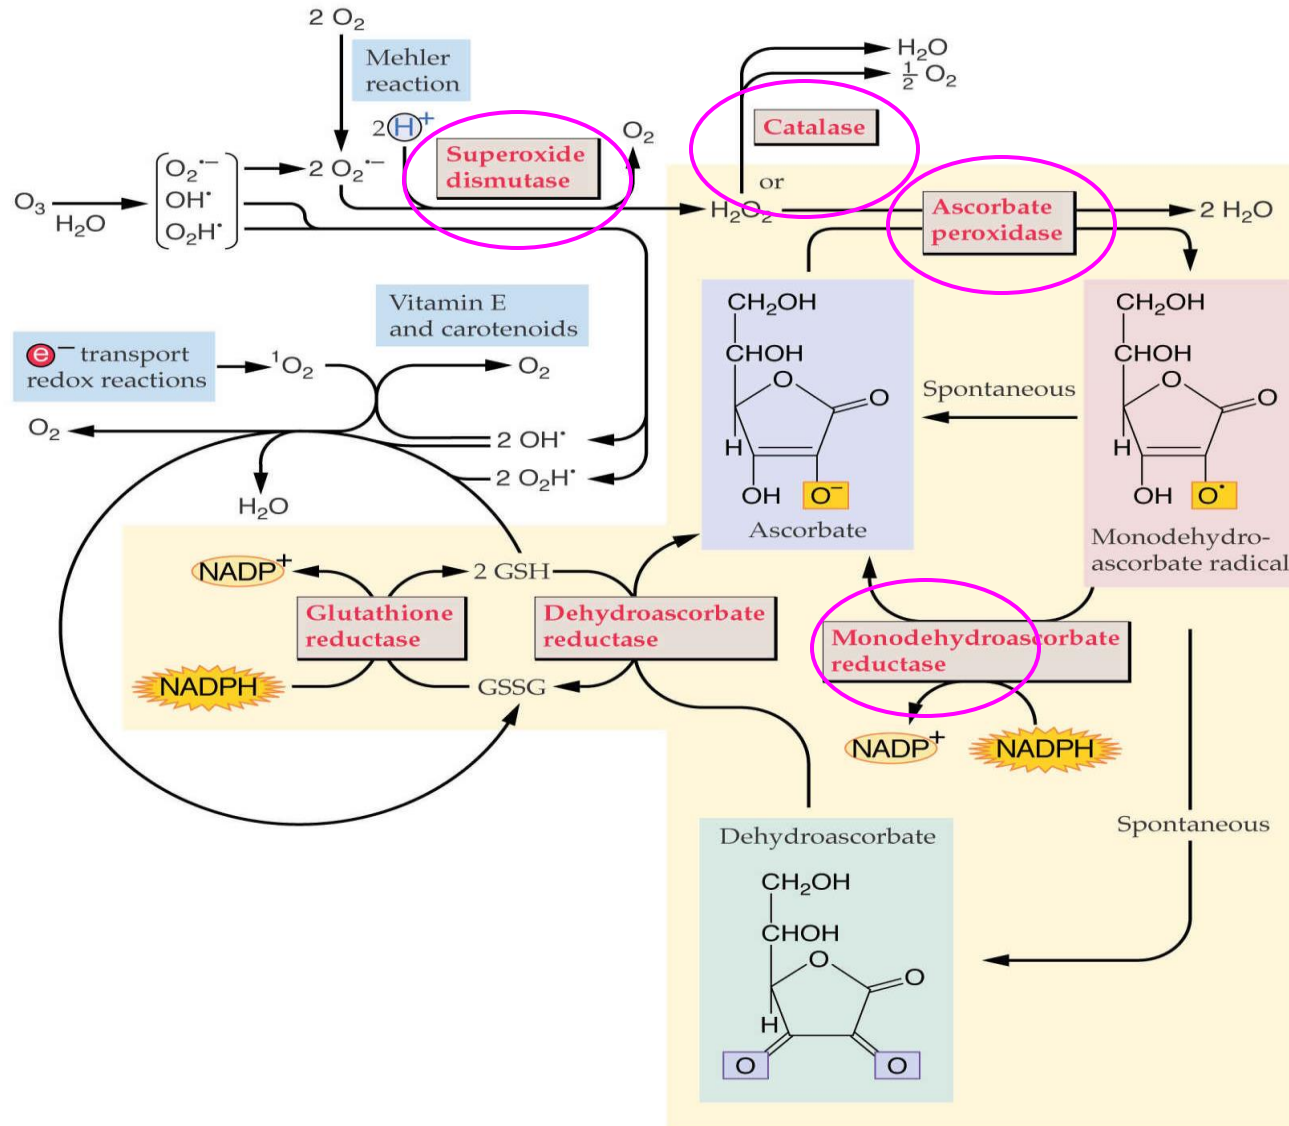 2 O₂
Mehler
reaction
2 H⁺
Superoxide
dismutase
O₂
H₂O
½ O₂
Catalase
or
O₃
H₂O
O₂•−
OH•
O₂H•
2 O₂•−
H₂O₂
Ascorbate
peroxidase
2 H₂O
Vitamin E
and carotenoids
e− transport
redox reactions
¹O₂
O₂
O₂
2 OH•
2 O₂H•
H₂O
CH₂OH
CHOH
O
O
H
OH
O−
Ascorbate
Spontaneous
CH₂OH
CHOH
O
O
H
OH
O•
Monodehydro-
ascorbate radical
NADP+
2 GSH
Glutathione
reductase
Dehydroascorbate
reductase
NADPH
GSSG
Monodehydroascorbate
reductase
NADP+
NADPH
Spontaneous
Dehydroascorbate
CH₂OH
CHOH
O
O
H
O
O